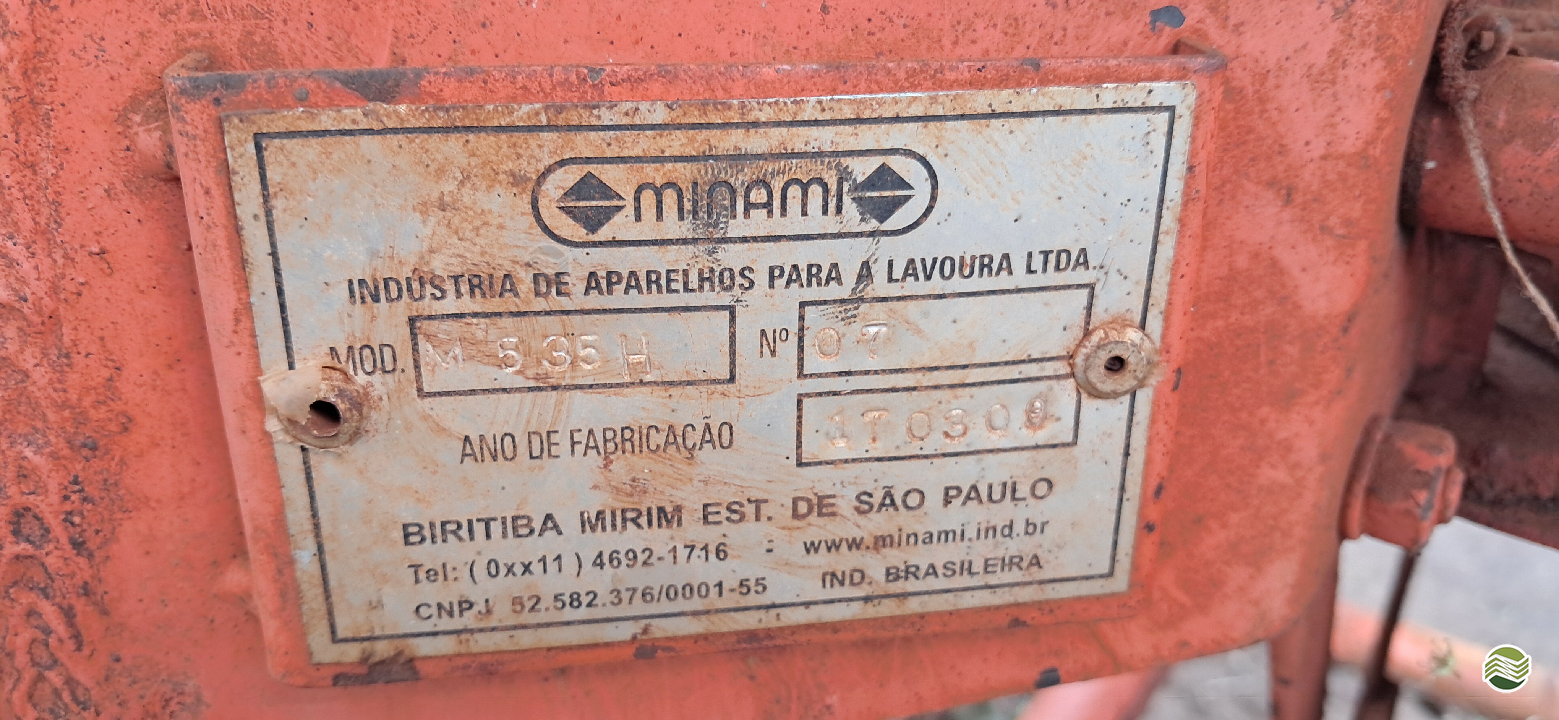 MINAMI
INDÚSTRIA DE APARELHOS PARA A LAVOURA LTDA.
MOD. M 535 H Nº 07
ANO DE FABRICAÇÃO 1T0309
BIRITIBA MIRIM EST. DE SÃO PAULO
Tel: (0xx11) 4692-1716 - www.minami.ind.br
CNPJ 52.582.376/0001-55 IND. BRASILEIRA